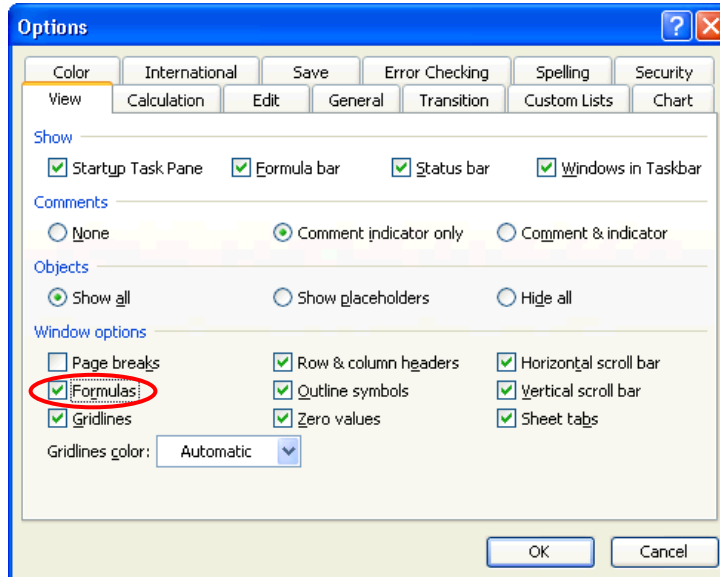 Options
Color International Save Error Checking Spelling Security
View Calculation Edit General Transition Custom Lists Chart
Show
Startup Task Pane Formula bar Status bar Windows in Taskbar
Comments
None Comment indicator only Comment & indicator
Objects
Show all Show placeholders Hide all
Window options
Page breaks Row & column headers Horizontal scroll bar
Formulas Outline symbols Vertical scroll bar
Gridlines Zero values Sheet tabs
Gridlines color: Automatic
OK Cancel